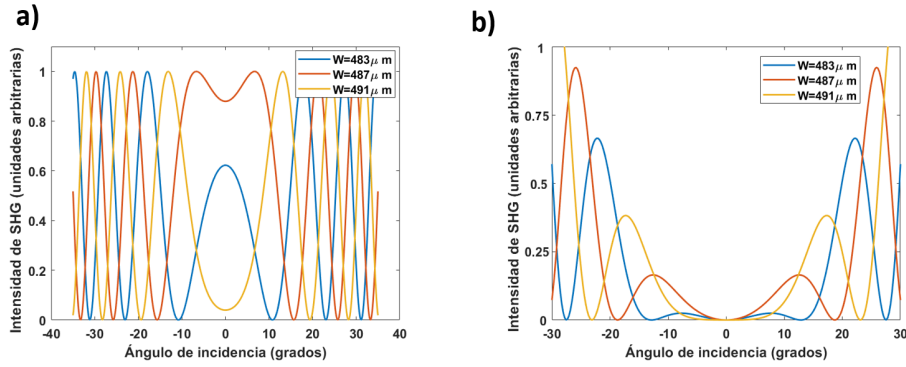 a)
Intensidad de SHG (unidades arbitrarias)
1
0.8
0.6
0.4
0.2
0
-40 -30 -20 -10 0 10 20 30 40
Ángulo de incidencia (grados)
W=483μ m
W=487μ m
W=491μ m
b)
Intensidad de SHG (unidades arbitrarias)
1
0.75
0.5
0.25
0
-30 -20 -10 0 10 20 30
Ángulo de incidencia (grados)
W=483μ m
W=487μ m
W=491μ m